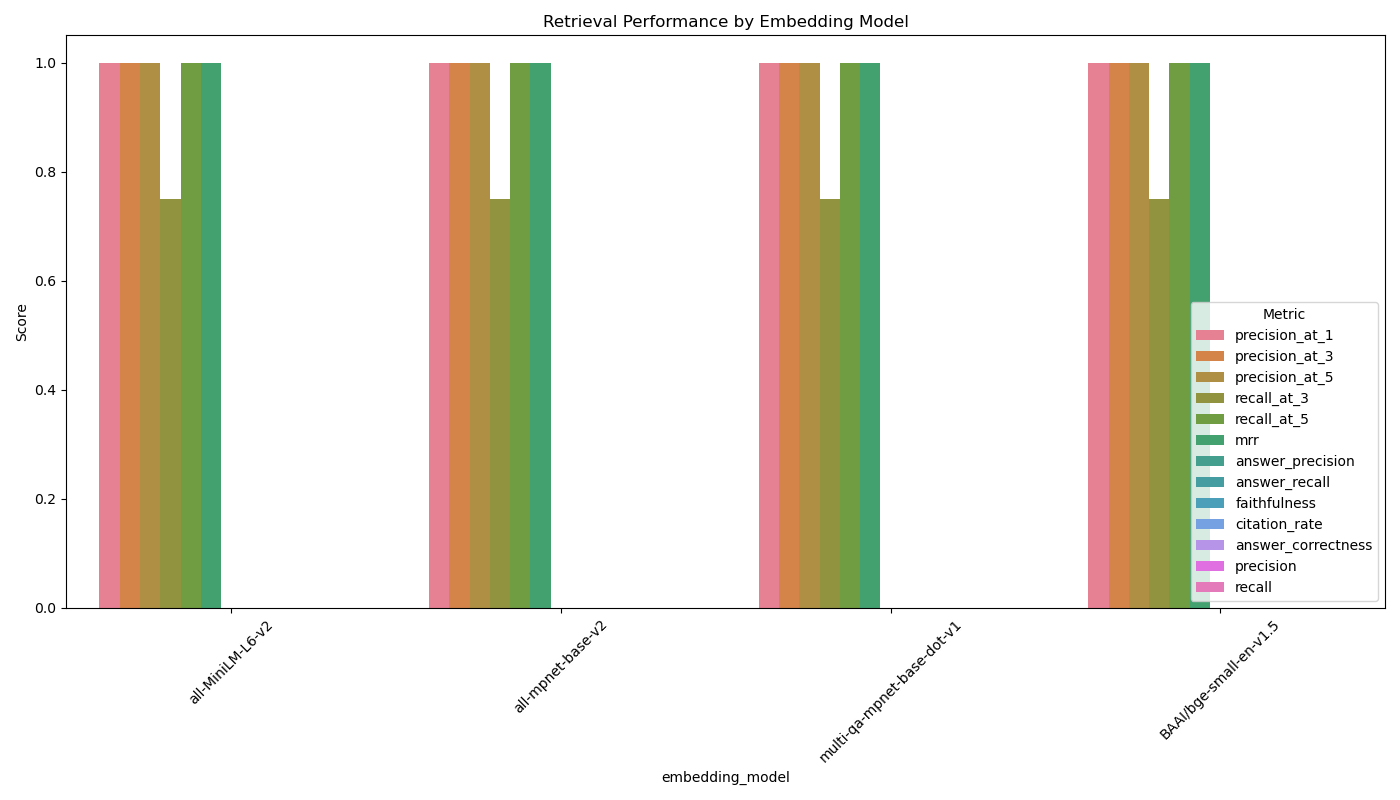 Retrieval Performance by Embedding Model
Score
1.0
0.8
0.6
0.4
0.2
0.0
Metric
precision_at_1
precision_at_3
precision_at_5
recall_at_3
recall_at_5
mrr
answer_precision
answer_recall
faithfulness
citation_rate
answer_correctness
precision
recall
all-MiniLM-L6-v2
all-mpnet-base-v2
multi-qa-mpnet-base-dot-v1
BAAI/bge-small-en-v1.5
embedding_model